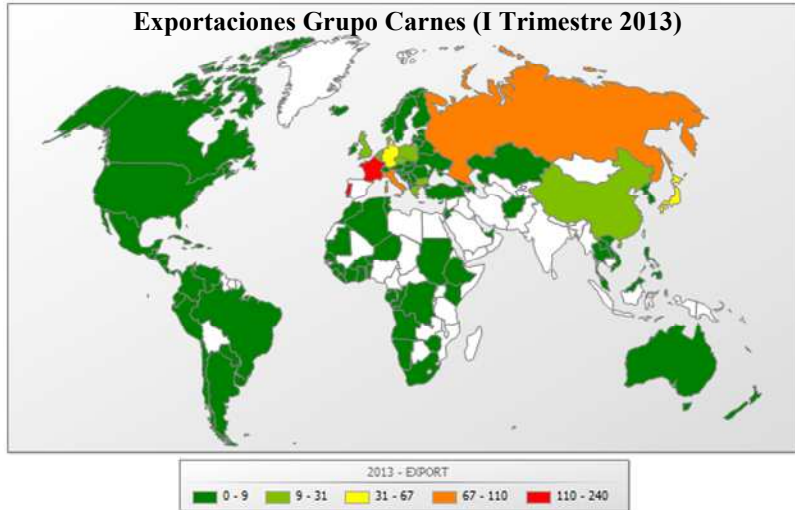 Exportaciones Grupo Carnes (I Trimestre 2013)
2013 - EXPORT
0 - 9 9 - 31 31 - 67 67 - 110 110 - 240